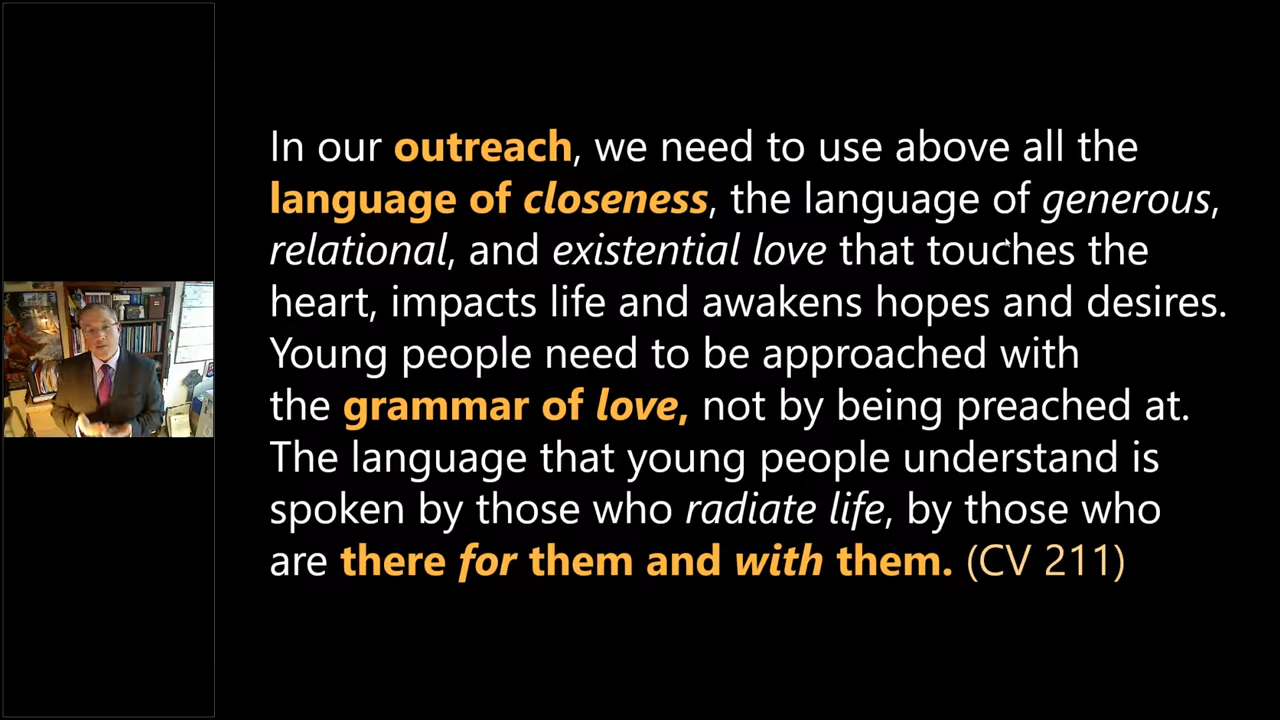 In our outreach, we need to use above all the
language of closeness, the language of generous,
relational, and existential love that touches the
heart, impacts life and awakens hopes and desires.
Young people need to be approached with
the grammar of love, not by being preached at.
The language that young people understand is
spoken by those who radiate life, by those who
are there for them and with them. (CV 211)